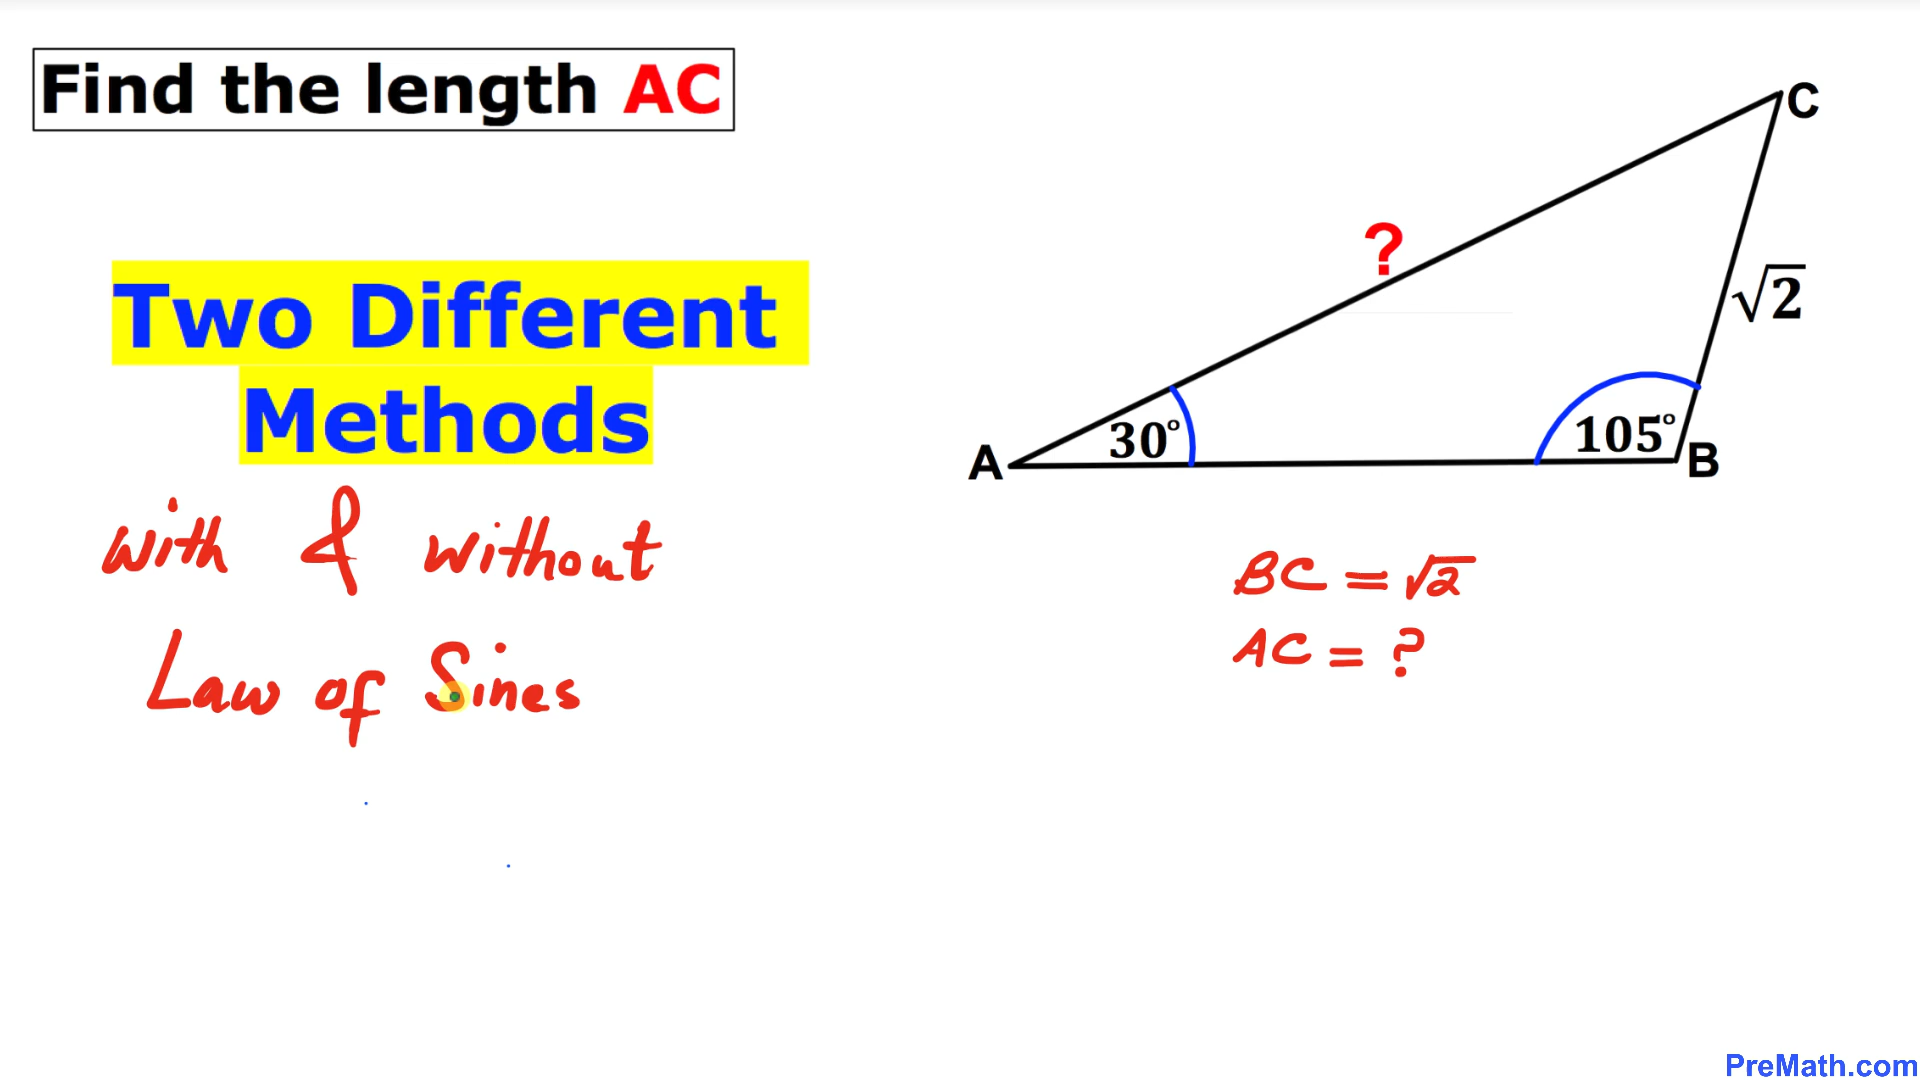 Find the length AC
Two Different
Methods
with & without
Law of Sines
C
?
√2
30°
105°
A
B
BC = √2
AC = ?
PreMath.com